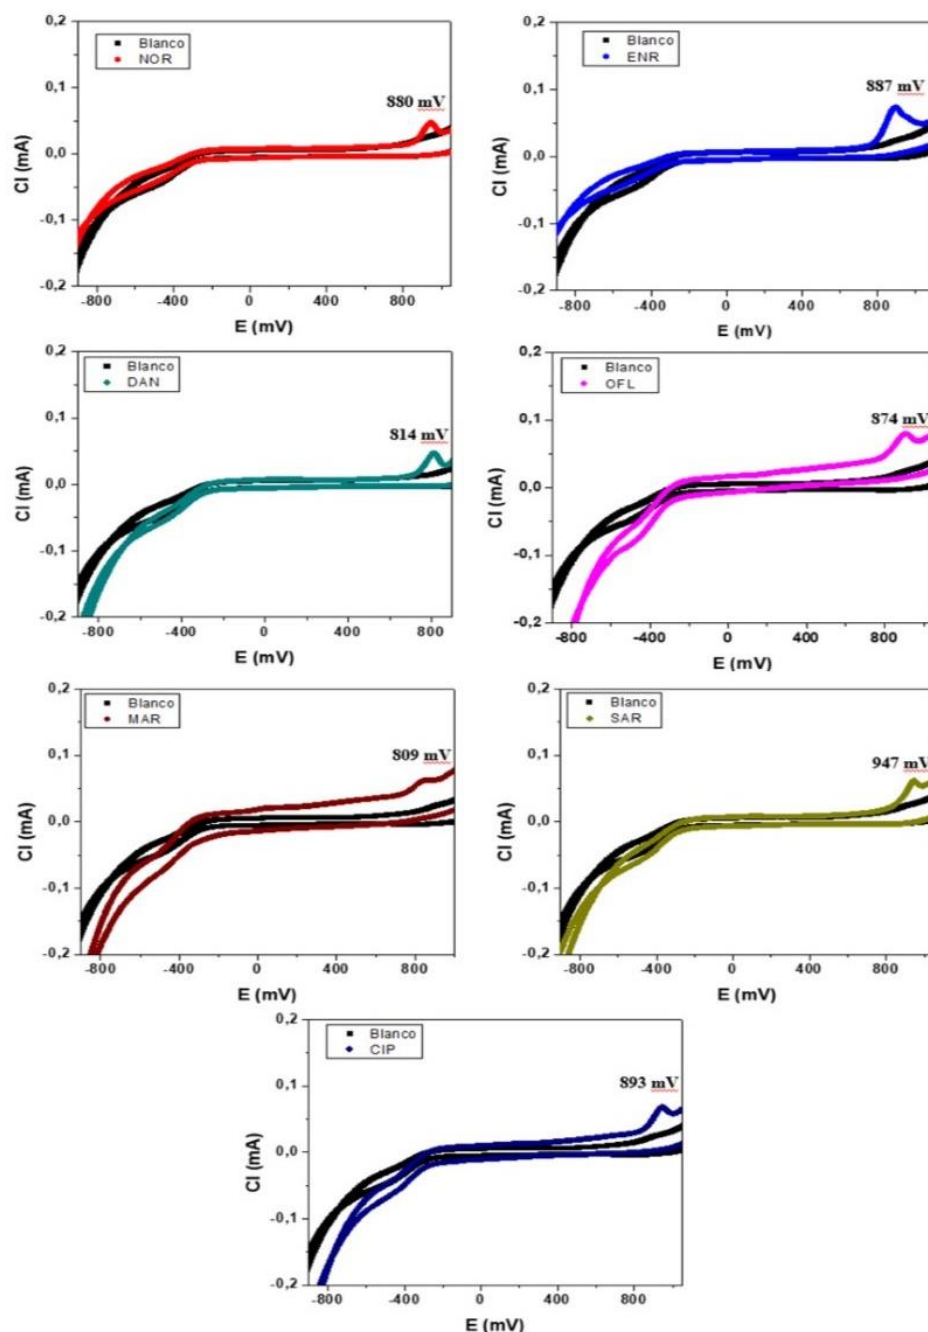 0,2
Blanco
NOR
0,1
880 mV
CI (mA)
0,0
-0,1
-0,2
-800 -400 0 400 800
E (mV)
0,2
Blanco
ENR
0,1
887 mV
CI (mA)
0,0
-0,1
-0,2
-800 -400 0 400 800
E (mV)
0,2
Blanco
DAN
0,1
814 mV
CI (mA)
0,0
-0,1
-0,2
-800 -400 0 400 800
E (mV)
0,2
Blanco
OFL
0,1
874 mV
CI (mA)
0,0
-0,1
-0,2
-800 -400 0 400 800
E (mV)
0,2
Blanco
MAR
0,1
809 mV
CI (mA)
0,0
-0,1
-0,2
-800 -400 0 400 800
E (mV)
0,2
Blanco
SAR
0,1
947 mV
CI (mA)
0,0
-0,1
-0,2
-800 -400 0 400 800
E (mV)
0,2
Blanco
CIP
0,1
893 mV
CI (mA)
0,0
-0,1
-0,2
-800 -400 0 400 800
E (mV)